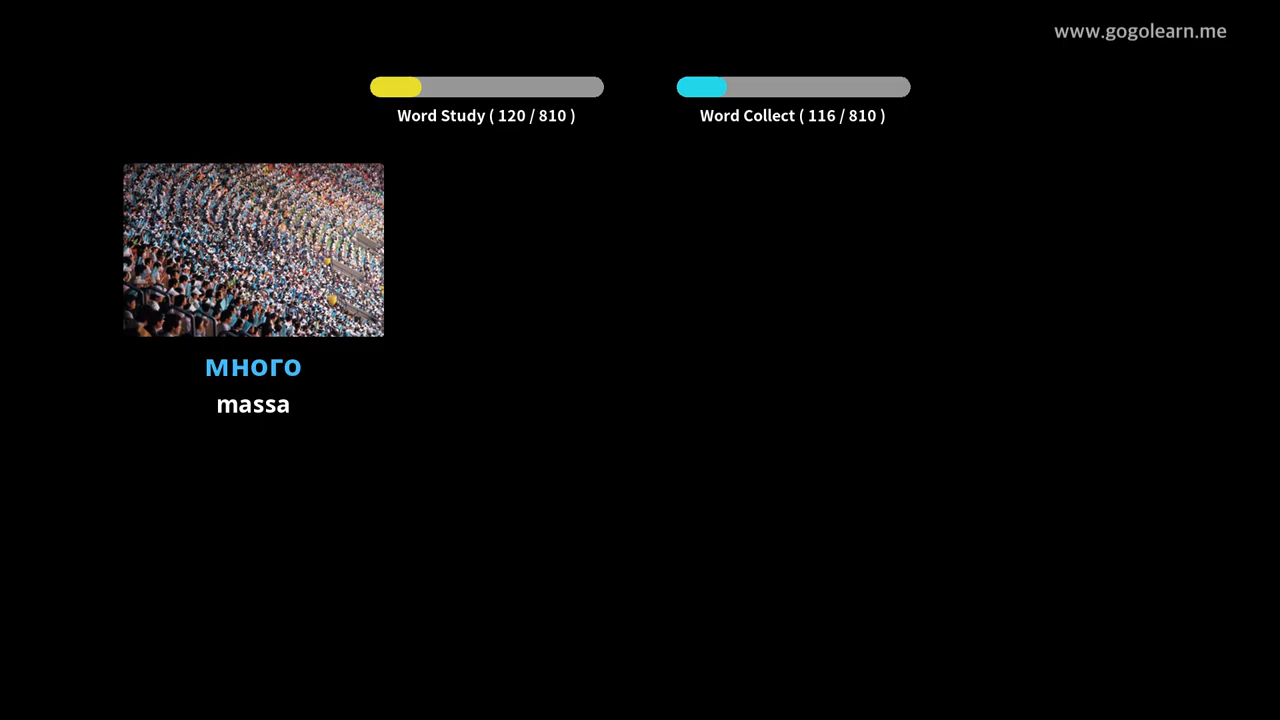 www.gogolearn.me
Word Study ( 120 / 810 )
Word Collect ( 116 / 810 )
много
massa